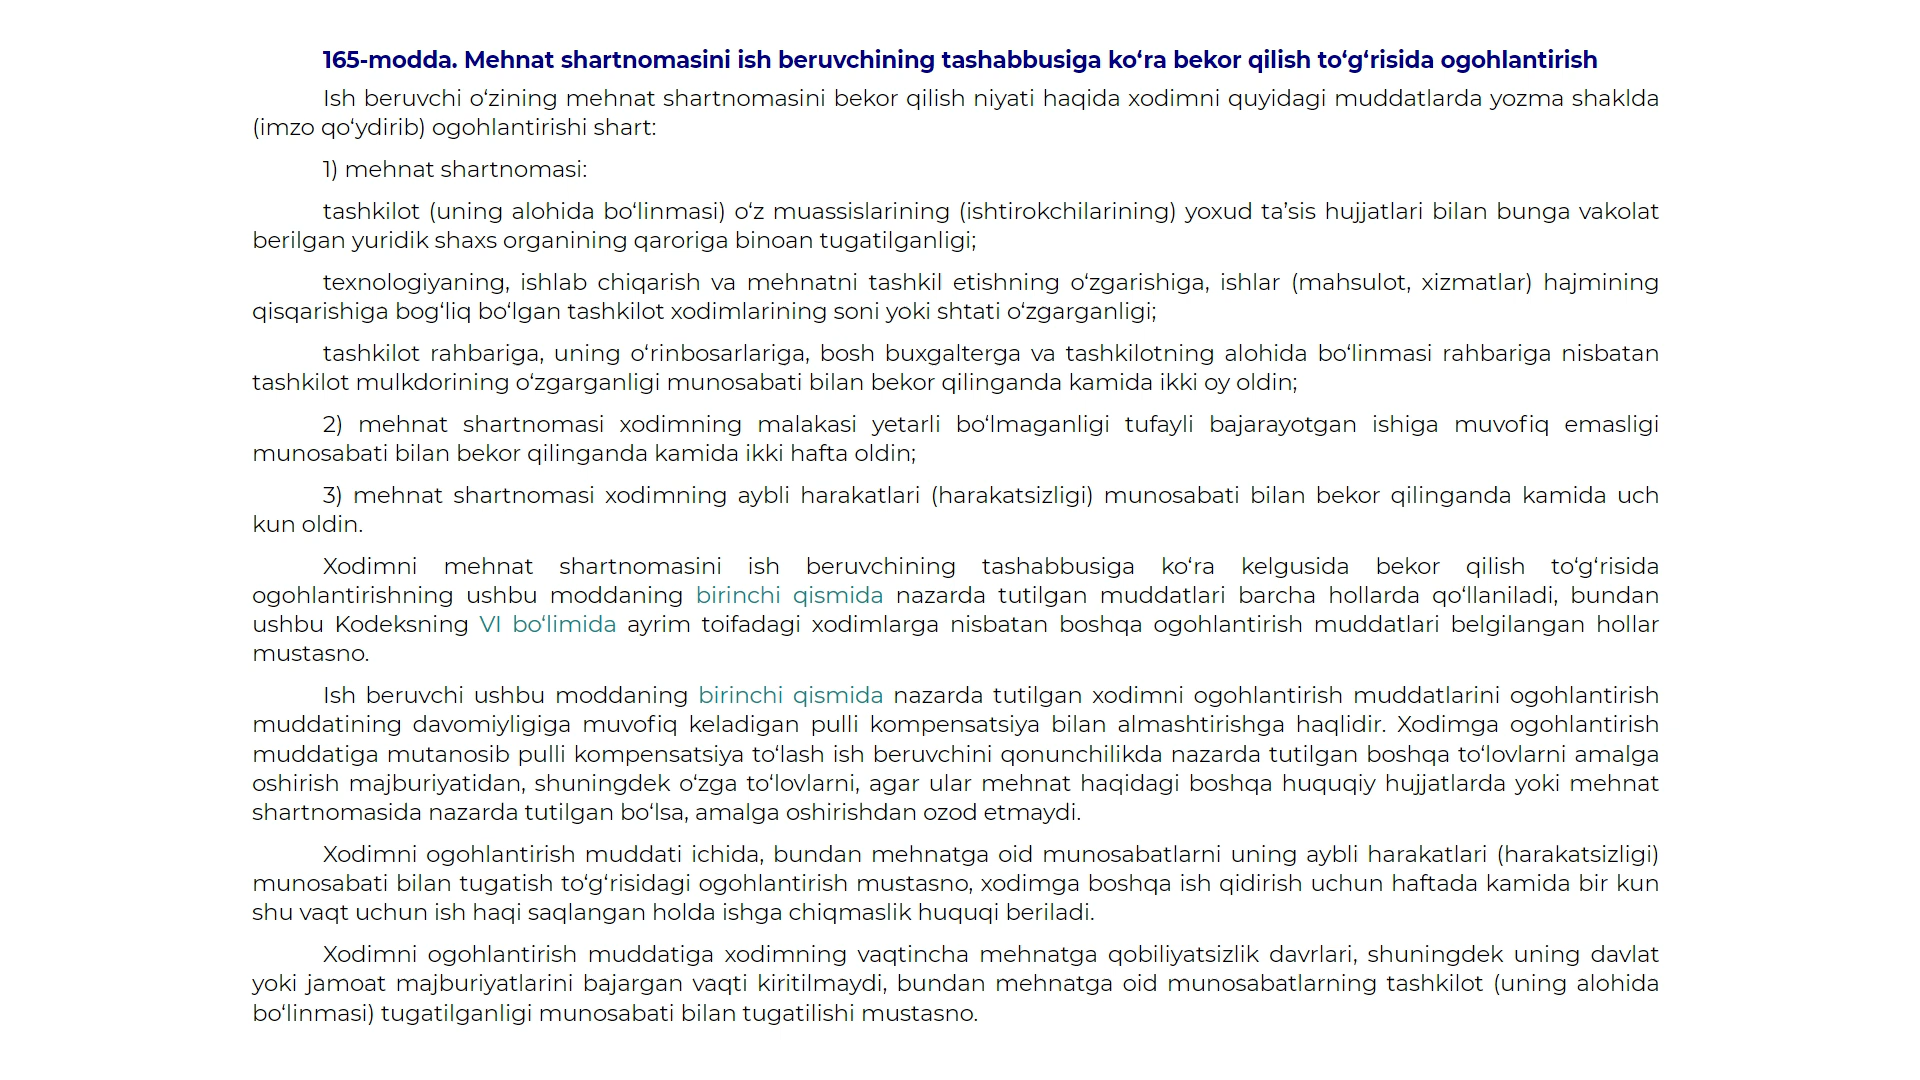 165-modda. Mehnat shartnomasini ish beruvchining tashabbusiga ko‘ra bekor qilish to‘g‘risida ogohlantirish
Ish beruvchi o‘zining mehnat shartnomasini bekor qilish niyati haqida xodimni quyidagi muddatlarda yozma shaklda
(imzo qo‘ydirib) ogohlantirishi shart:
1) mehnat shartnomasi:
tashkilot (uning alohida bo‘linmasi) o‘z muassislarining (ishtirokchilarining) yoxud ta’sis hujjatlari bilan bunga vakolat
berilgan yuridik shaxs organining qaroriga binoan tugatilganligi;
texnologiyaning, ishlab chiqarish va mehnatni tashkil etishning o‘zgarishiga, ishlar (mahsulot, xizmatlar) hajmining
qisqarishiga bog‘liq bo‘lgan tashkilot xodimlarining soni yoki shtati o‘zgarganligi;
tashkilot rahbariga, uning o‘rinbosarlariga, bosh buxgalterga va tashkilotning alohida bo‘linmasi rahbariga nisbatan
tashkilot mulkdorining o‘zgarganligi munosabati bilan bekor qilinganda kamida ikki oy oldin;
2) mehnat shartnomasi xodimning malakasi yetarli bo‘lmaganligi tufayli bajarayotgan ishiga muvofiq emasligi
munosabati bilan bekor qilinganda kamida ikki hafta oldin;
3) mehnat shartnomasi xodimning aybli harakatlari (harakatsizligi) munosabati bilan bekor qilinganda kamida uch
kun oldin.
Xodimni mehnat shartnomasini ish beruvchining tashabbusiga ko‘ra kelgusida bekor qilish to‘g‘risida
ogohlantirishning ushbu moddaning birinchi qismida nazarda tutilgan muddatlari barcha hollarda qo‘llaniladi, bundan
ushbu Kodeksning VI bo‘limida ayrim toifadagi xodimlarga nisbatan boshqa ogohlantirish muddatlari belgilangan hollar
mustasno.
Ish beruvchi ushbu moddaning birinchi qismida nazarda tutilgan xodimni ogohlantirish muddatlarini ogohlantirish
muddatining davomiyligiga muvofiq keladigan pulli kompensatsiya bilan almashtirishga haqlidir. Xodimga ogohlantirish
muddatiga mutanosib pulli kompensatsiya to‘lash ish beruvchini qonunchilikda nazarda tutilgan boshqa to‘lovlarni amalga
oshirish majburiyatidan, shuningdek o‘zga to‘lovlarni, agar ular mehnat haqidagi boshqa huquqiy hujjatlarda yoki mehnat
shartnomasida nazarda tutilgan bo‘lsa, amalga oshirishdan ozod etmaydi.
Xodimni ogohlantirish muddati ichida, bundan mehnatga oid munosabatlarni uning aybli harakatlari (harakatsizligi)
munosabati bilan tugatish to‘g‘risidagi ogohlantirish mustasno, xodimga boshqa ish qidirish uchun haftada kamida bir kun
shu vaqt uchun ish haqi saqlangan holda ishga chiqmaslik huquqi beriladi.
Xodimni ogohlantirish muddatiga xodimning vaqtincha mehnatga qobiliyatsizlik davrlari, shuningdek uning davlat
yoki jamoat majburiyatlarini bajargan vaqti kiritilmaydi, bundan mehnatga oid munosabatlarning tashkilot (uning alohida
bo‘linmasi) tugatilganligi munosabati bilan tugatilishi mustasno.